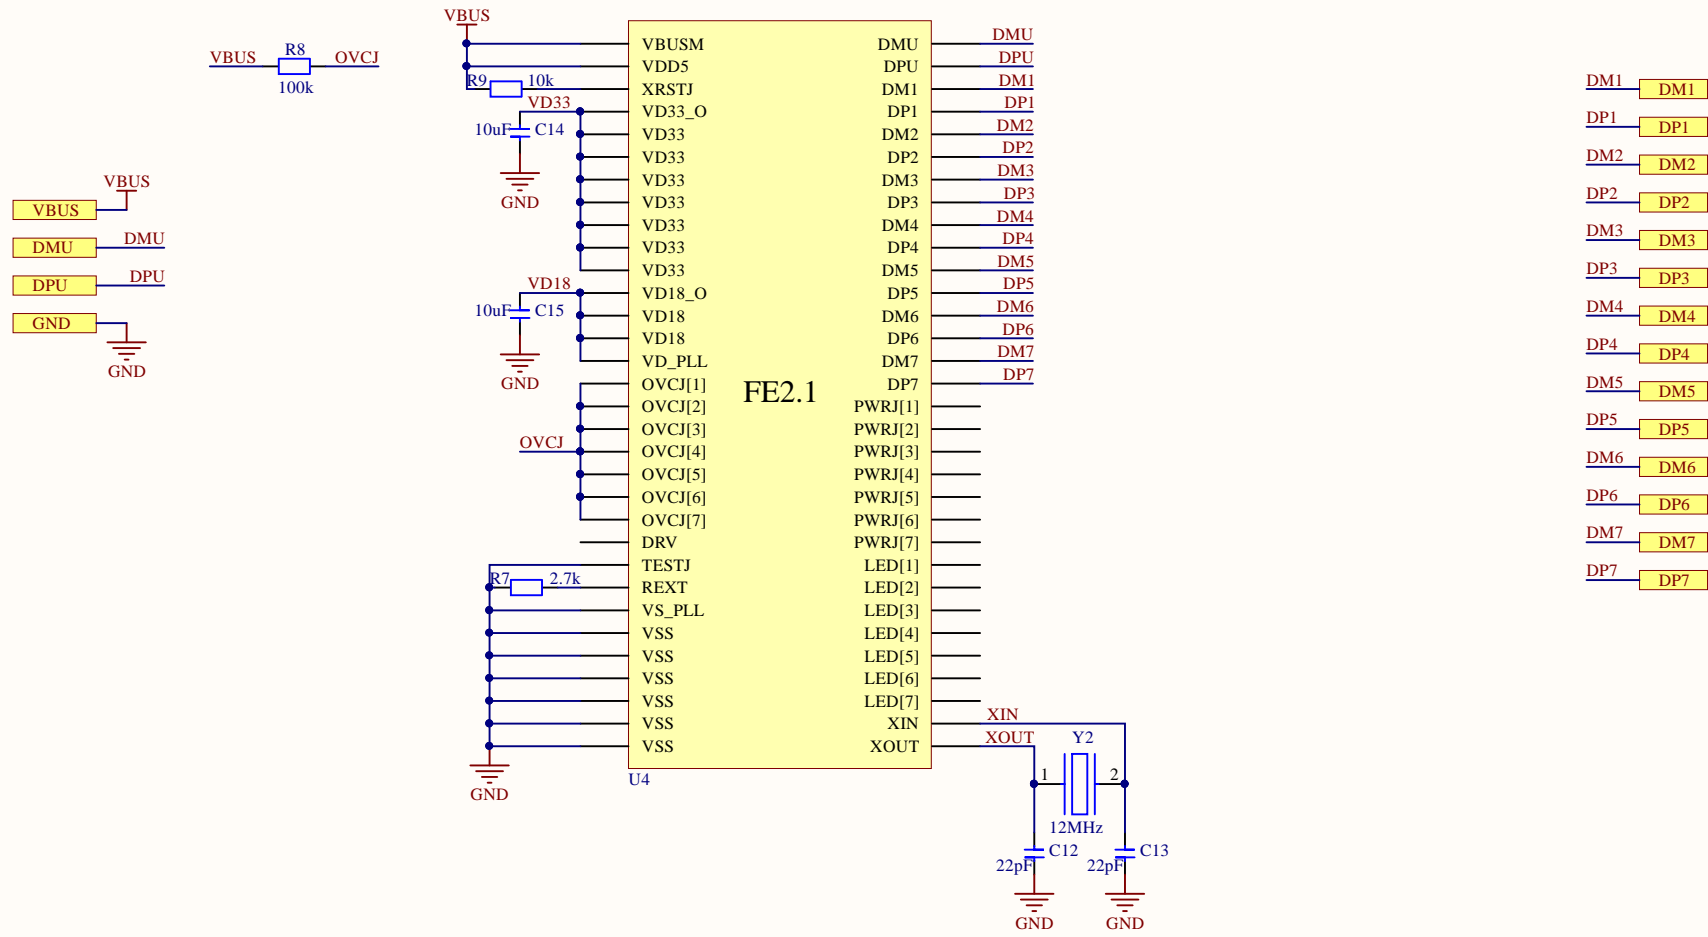 VBUS
R8
OVCJ
100k
VBUS
VBUS
DMU
DMU
DPU
DPU
GND
GND
VBUS
R9
10k
VD33
10uF
C14
GND
VD18
10uF
C15
GND
OVCJ
R7
2.7k
GND
VBUSM
VDD5
XRSTJ
VD33_O
VD33
VD33
VD33
VD33
VD33
VD33
VD33
VD18_O
VD18
VD18
VD_PLL
OVCJ[1]
OVCJ[2]
OVCJ[3]
OVCJ[4]
OVCJ[5]
OVCJ[6]
OVCJ[7]
DRV
TESTJ
REXT
VS_PLL
VSS
VSS
VSS
VSS
VSS
VSS
FE2.1
U4
DMU
DPU
DM1
DP1
DM2
DP2
DM3
DP3
DM4
DP4
DM5
DP5
DM6
DP6
DM7
DP7
PWRJ[1]
PWRJ[2]
PWRJ[3]
PWRJ[4]
PWRJ[5]
PWRJ[6]
PWRJ[7]
LED[1]
LED[2]
LED[3]
LED[4]
LED[5]
LED[6]
LED[7]
XIN
XOUT
DMU
DPU
DM1
DP1
DM2
DP2
DM3
DP3
DM4
DP4
DM5
DP5
DM6
DP6
DM7
DP7
XIN
XOUT
Y2
1
2
12MHz
C12
22pF
GND
C13
22pF
GND
DM1 DM1
DP1 DP1
DM2 DM2
DP2 DP2
DM3 DM3
DP3 DP3
DM4 DM4
DP4 DP4
DM5 DM5
DP5 DP5
DM6 DM6
DP6 DP6
DM7 DM7
DP7 DP7